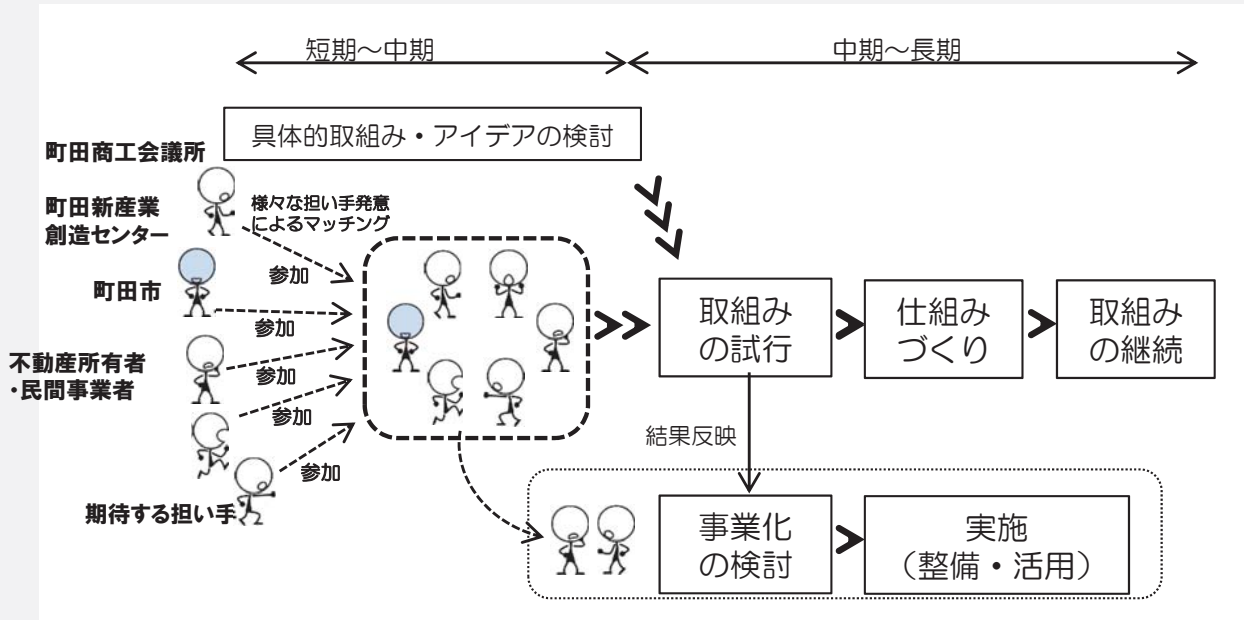 短期～中期
中期～長期
具体的取組み・アイデアの検討
町田商工会議所
町田新産業
創造センター
様々な担い手発意
によるマッチング
参加
町田市
参加
不動産所有者
・民間事業者
参加
参加
参加
期待する担い手
取組み
の試行
仕組み
づくり
取組み
の継続
結果反映
事業化
の検討
実施
（整備・活用）